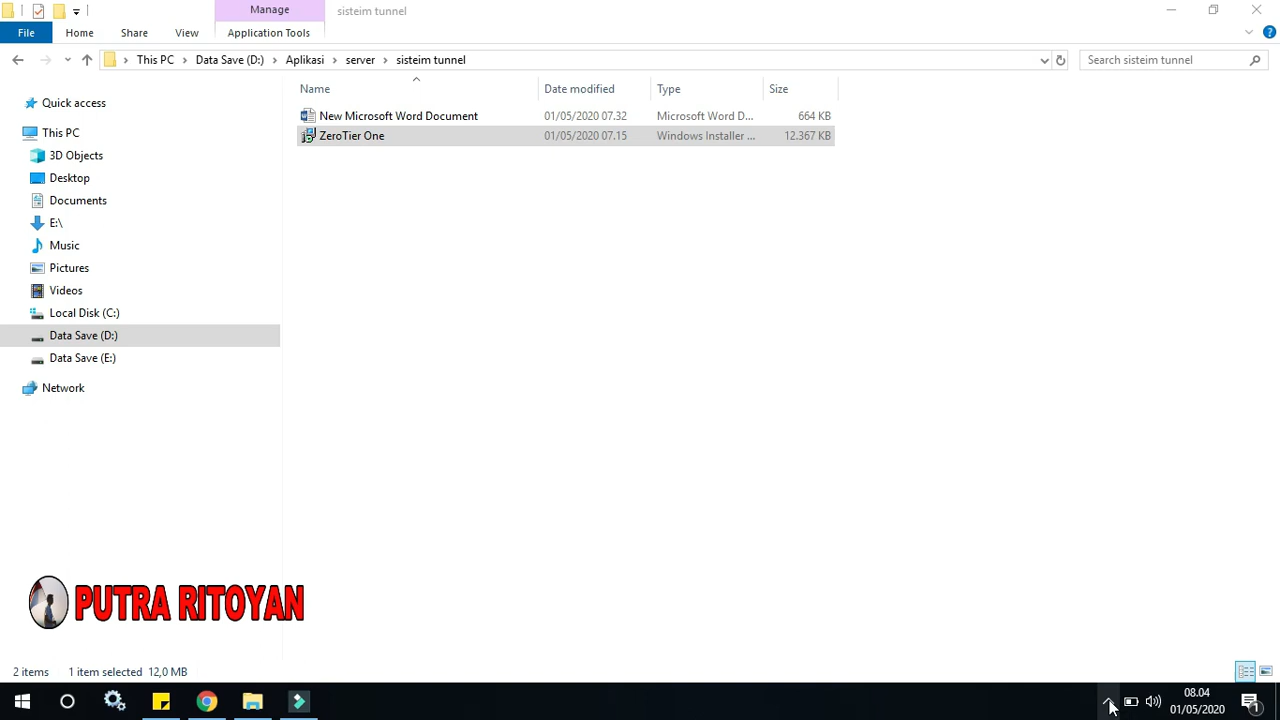 Manage
sisteim tunnel
File Home Share View Application Tools
This PC Data Save (D:) Aplikasi server sisteim tunnel
Search sisteim tunnel
Name Date modified Type Size
New Microsoft Word Document 01/05/2020 07.32 Microsoft Word D... 664 KB
ZeroTier One 01/05/2020 07.15 Windows Installer ... 12.367 KB
Quick access
This PC
3D Objects
Desktop
Documents
E:\
Music
Pictures
Videos
Local Disk (C:)
Data Save (D:)
Data Save (E:)
Network
PUTRA RITOYAN
2 items 1 item selected 12,0 MB
08.04
01/05/2020
1